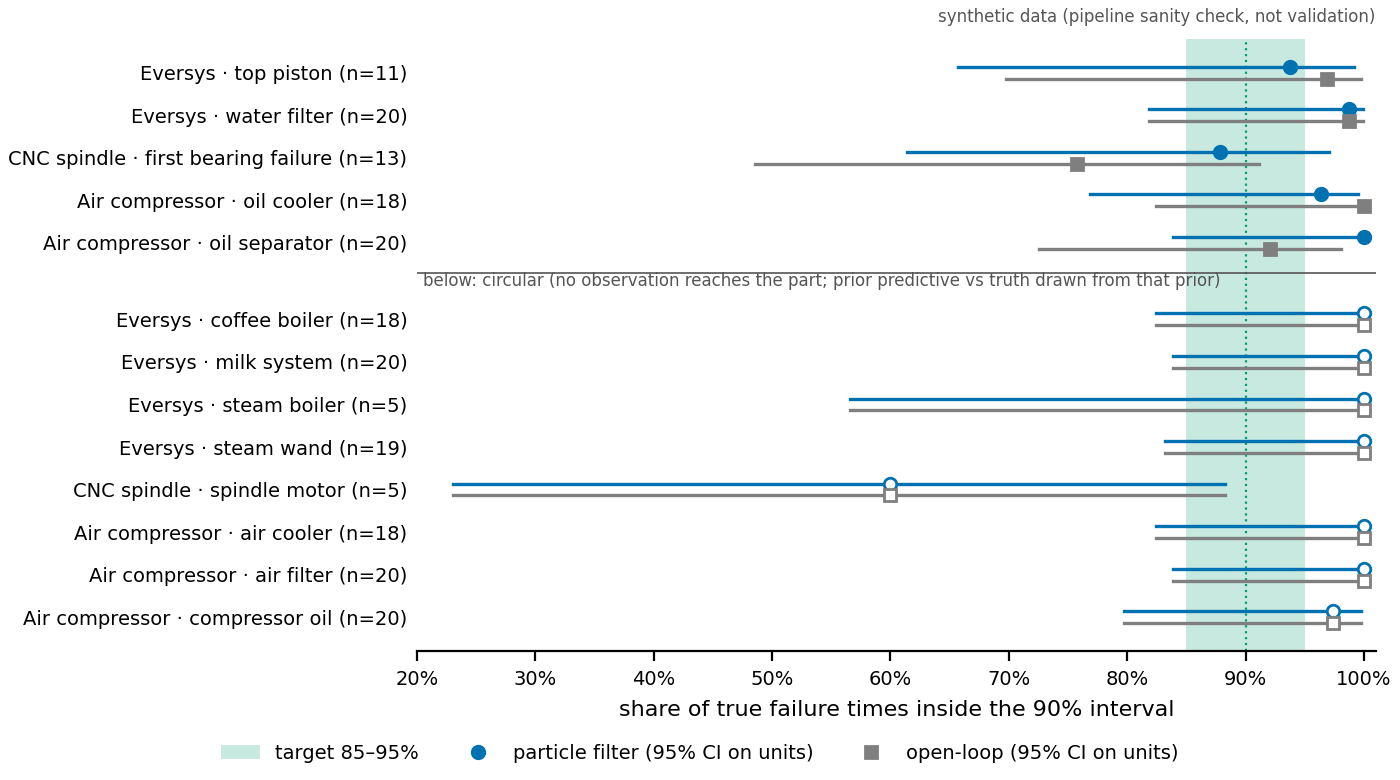 synthetic data (pipeline sanity check, not validation)
Eversys · top piston (n=11)
Eversys · water filter (n=20)
CNC spindle · first bearing failure (n=13)
Air compressor · oil cooler (n=18)
Air compressor · oil separator (n=20)
below: circular (no observation reaches the part; prior predictive vs truth drawn from that prior)
Eversys · coffee boiler (n=18)
Eversys · milk system (n=20)
Eversys · steam boiler (n=5)
Eversys · steam wand (n=19)
CNC spindle · spindle motor (n=5)
Air compressor · air cooler (n=18)
Air compressor · air filter (n=20)
Air compressor · compressor oil (n=20)
20% 30% 40% 50% 60% 70% 80% 90% 100%
share of true failure times inside the 90% interval
target 85–95% particle filter (95% CI on units) open-loop (95% CI on units)